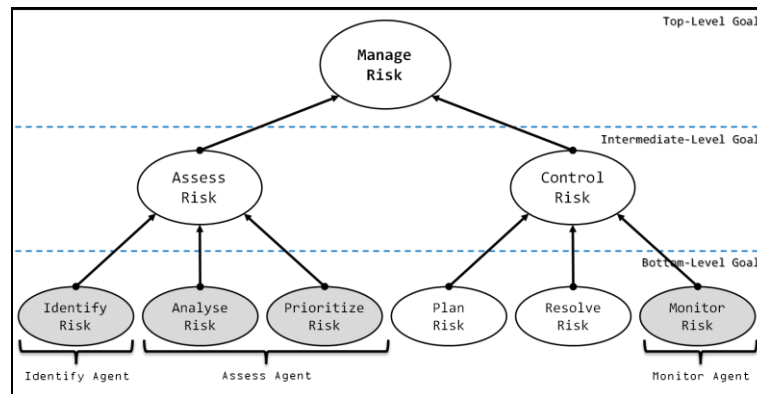 Top-Level Goal
Manage
Risk
Intermediate-Level Goal
Assess
Risk
Control
Risk
Bottom-Level Goal
Identify
Risk
Analyse
Risk
Prioritize
Risk
Plan
Risk
Resolve
Risk
Monitor
Risk
Identify Agent
Assess Agent
Monitor Agent